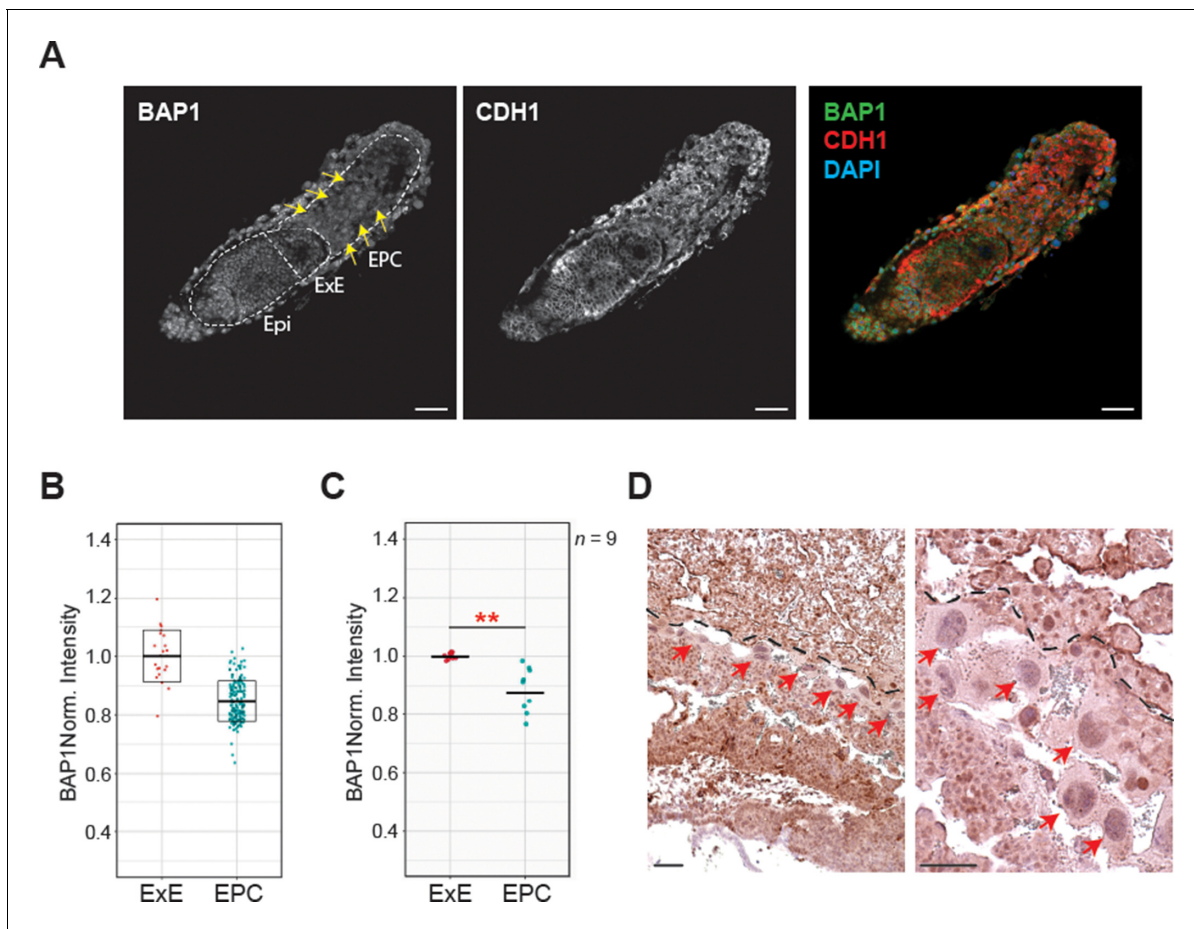 A
BAP1
CDH1
BAP1
CDH1
DAPI
EPC
ExE
Epi
B
C
D
BAP1Norm. Intensity
1.4
1.2
1.0
0.8
0.6
0.4
ExE
EPC
BAP1Norm. Intensity
1.4
1.2
1.0
0.8
0.6
0.4
**
n = 9
ExE
EPC